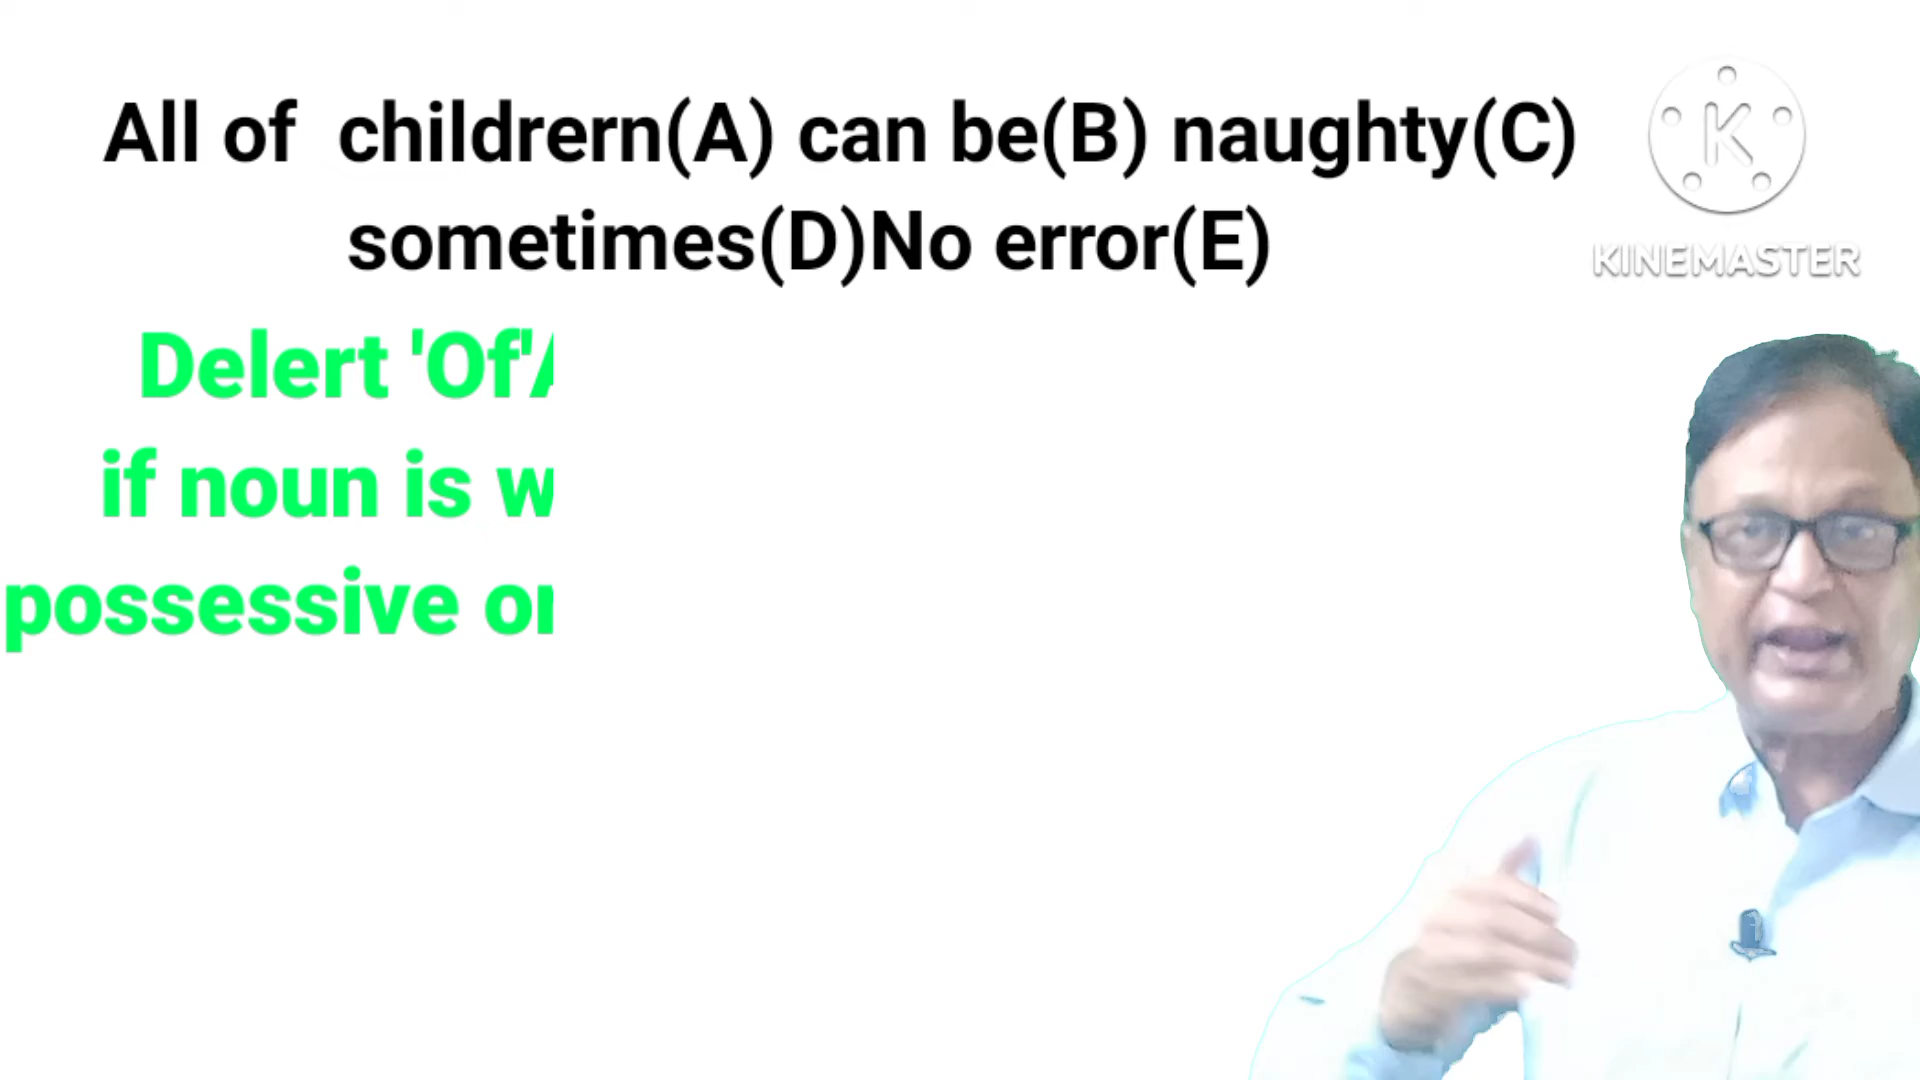 All of childrern(A) can be(B) naughty(C)
sometimes(D)No error(E)
KINEMASTER
Delert 'Of'
if noun is
possessive